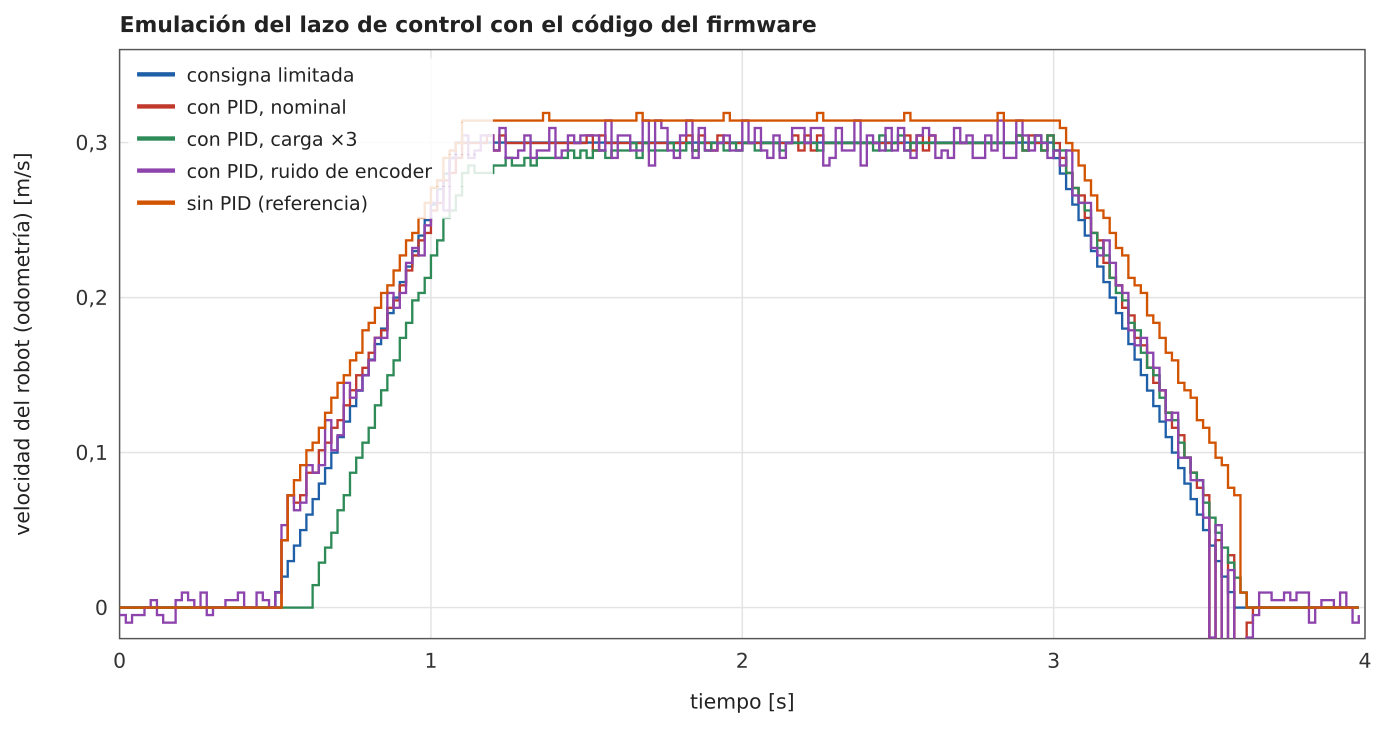 Emulación del lazo de control con el código del firmware
consigna limitada
con PID, nominal
con PID, carga ×3
con PID, ruido de encoder
sin PID (referencia)
velocidad del robot (odometría) [m/s]
0.3
0,2
0,1
0
0
1
2
3
4
tiempo [s]